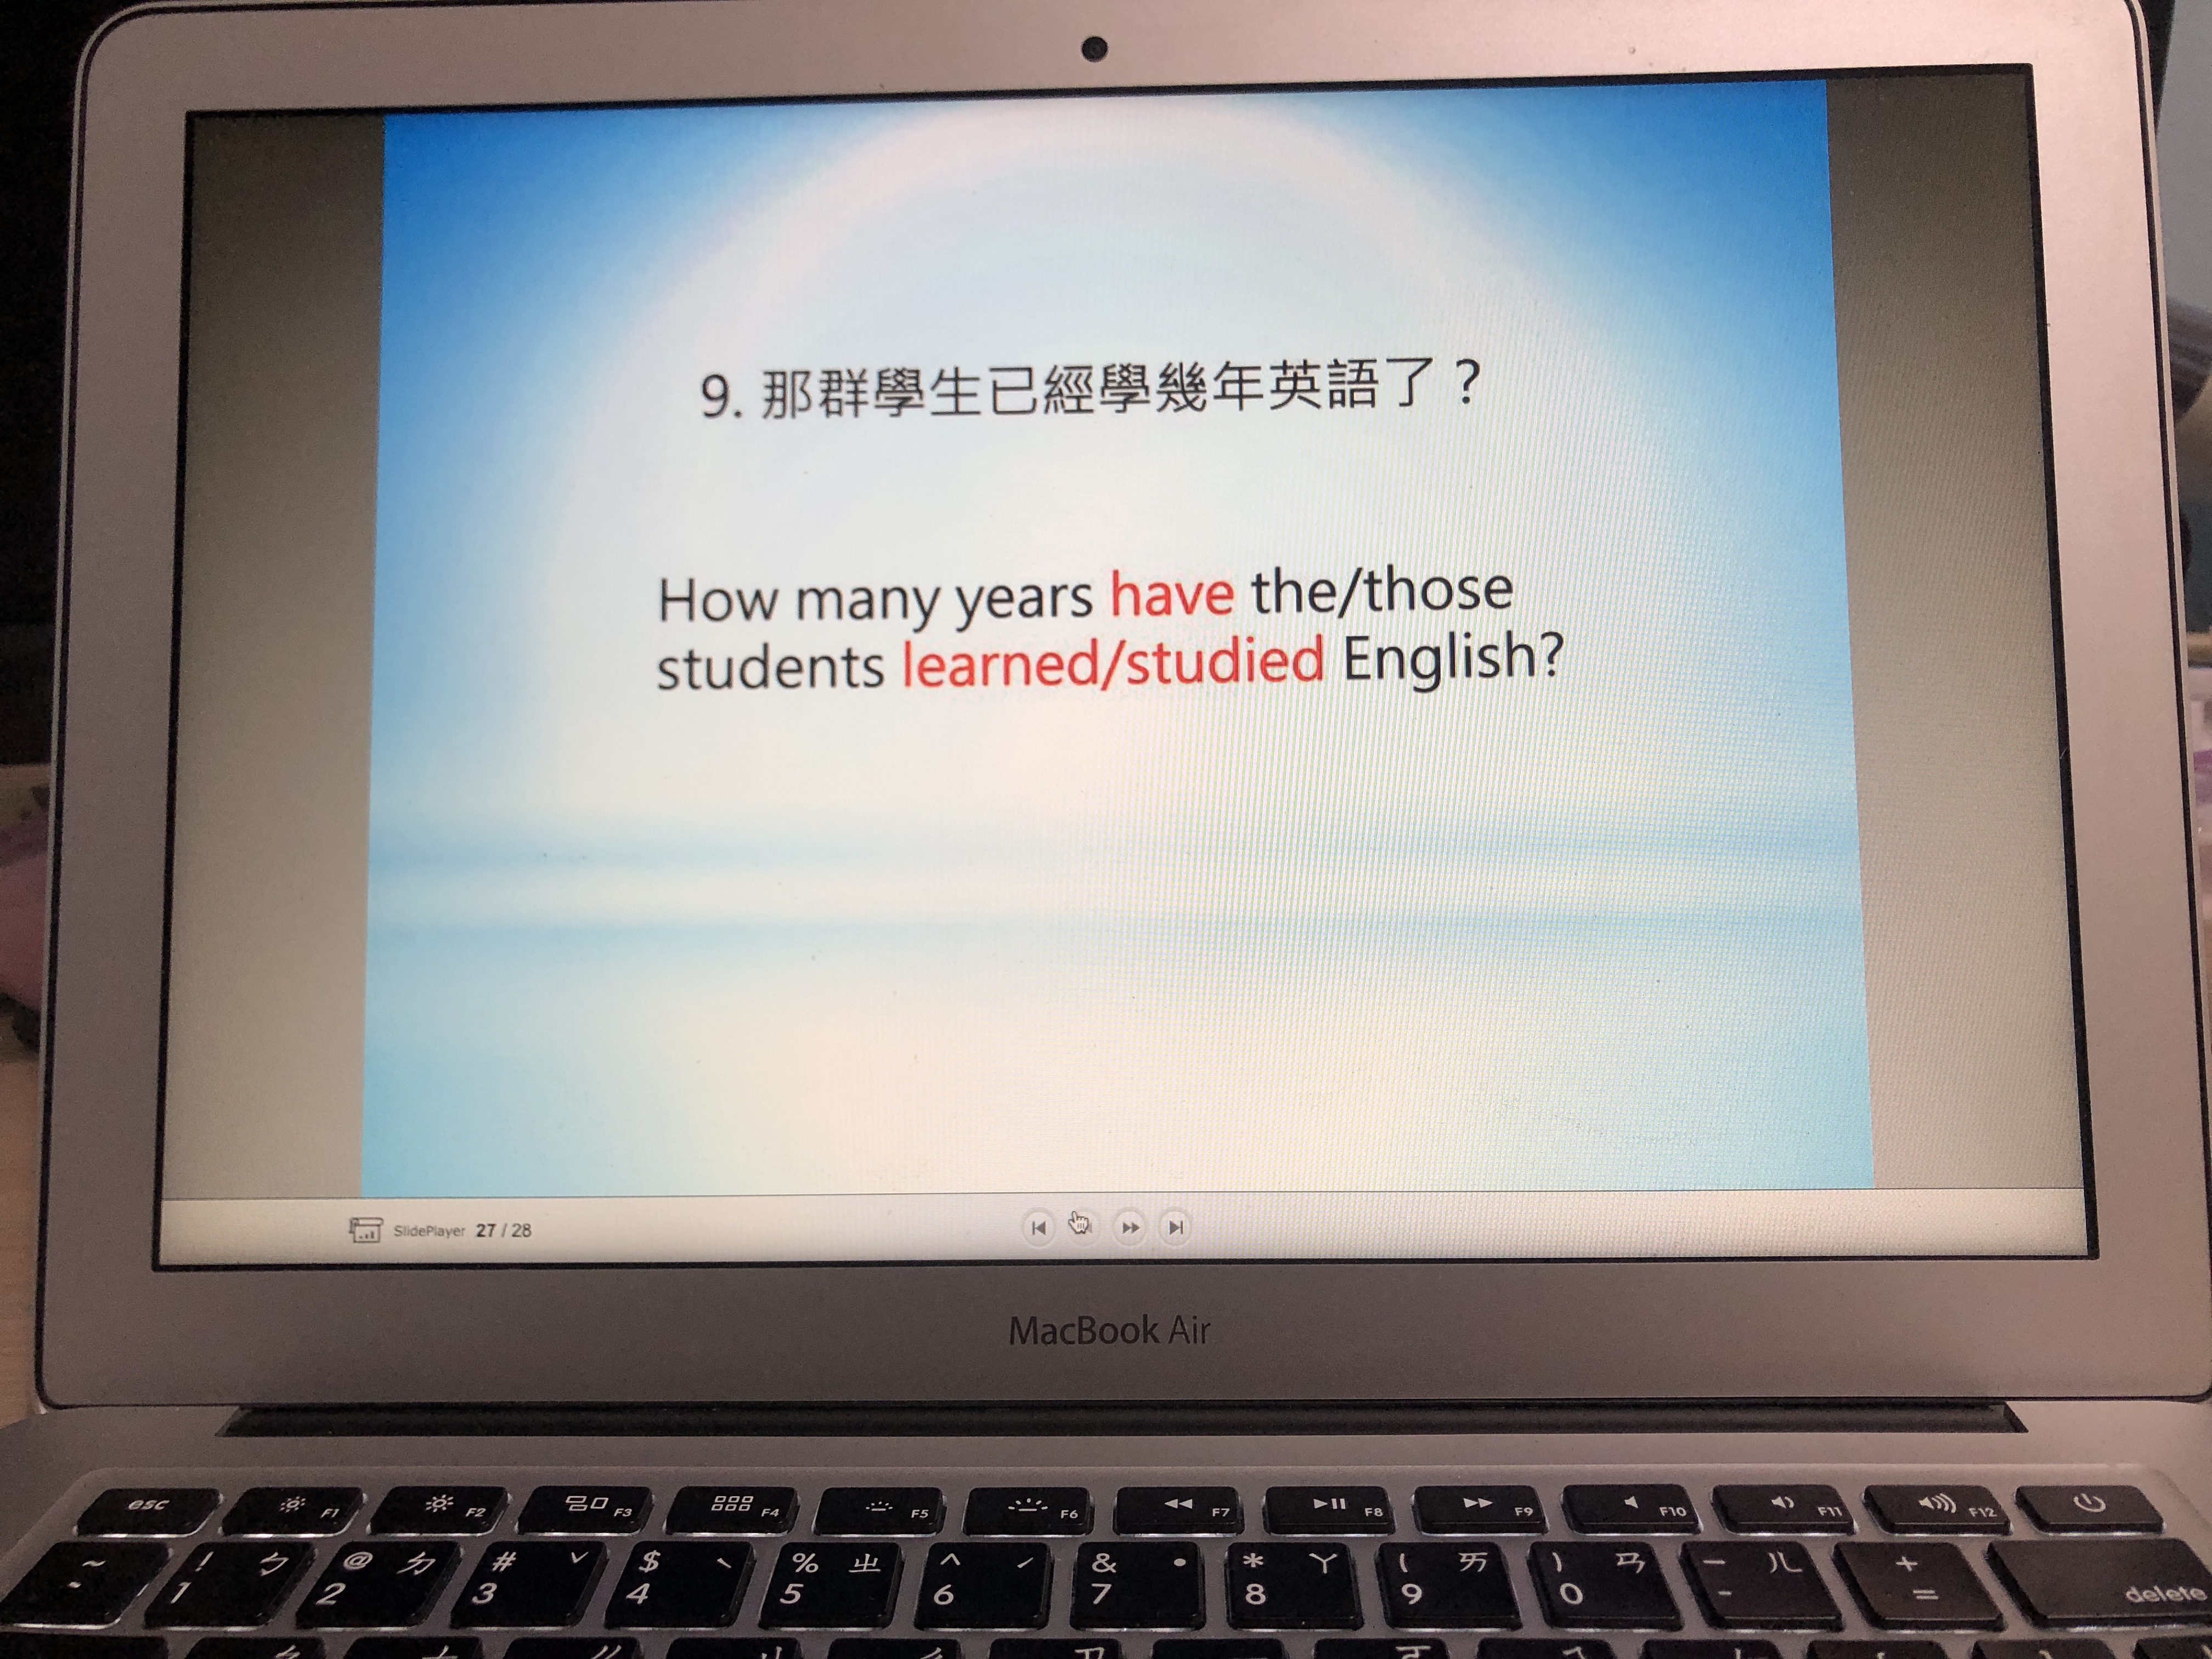 9. 那群學生已經學幾年英語了？
How many years have the/those
students learned/studied English?
SlidePlayer 27 / 28
MacBook Air
esc F1 F2 F3 F4 F5 F6 F7 F8 F9 F10 F11 F12
~ ! ㄅ @ ㄉ # ˇ $ ˋ % ㄓ ^ ˊ & ˙ * ㄚ ( ㄞ ) ㄢ — ㄦ +
1 2 3 4 5 6 7 8 9 0 - = delete